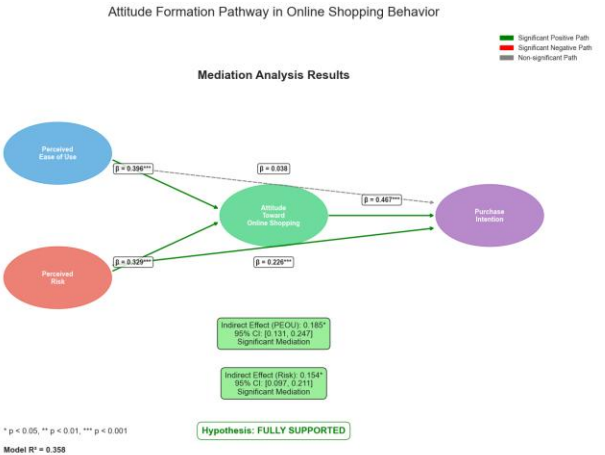 Attitude Formation Pathway in Online Shopping Behavior
Significant Positive Path
Significant Negative Path
Non-significant Path
Mediation Analysis Results
Perceived
Ease of Use
β = 0.396***
β = 0.038
β = 0.467***
Attitude
Toward
Online Shopping
Purchase
Intention
Perceived
Risk
β = 0.329***
β = 0.226***
Indirect Effect (PEOU): 0.185*
95% CI: [0.131, 0.247]
Significant Mediation
Indirect Effect (Risk): 0.154*
95% CI: [0.097, 0.211]
Significant Mediation
* p < 0.05, ** p < 0.01, *** p < 0.001
Hypothesis: FULLY SUPPORTED
Model R² = 0.358